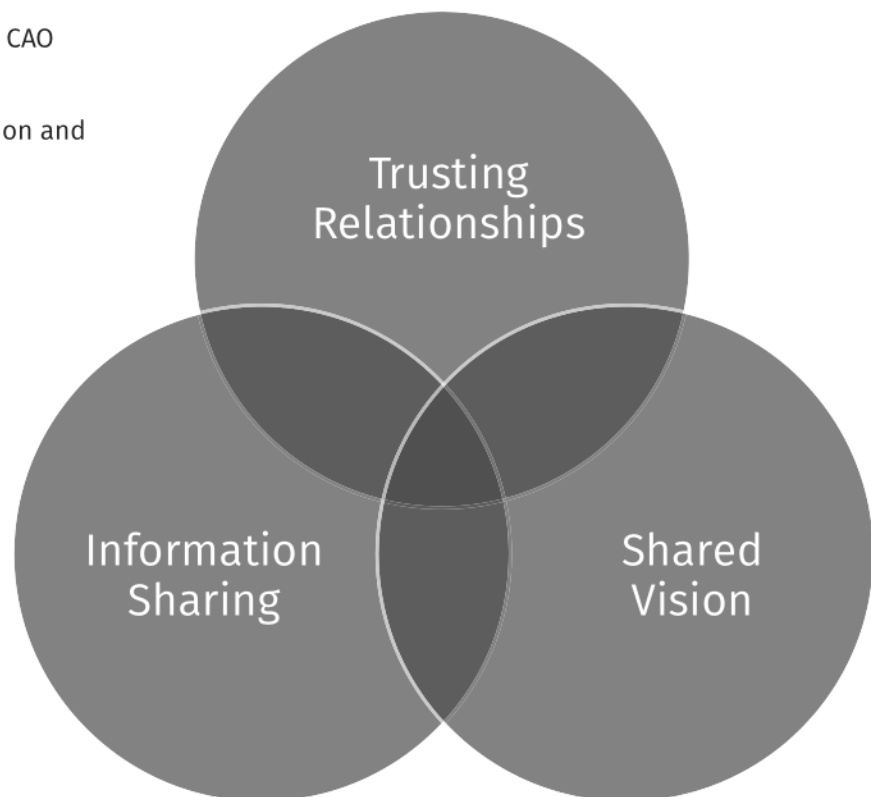 CAO
on and
Trusting
Relationships
Information
Sharing
Shared
Vision